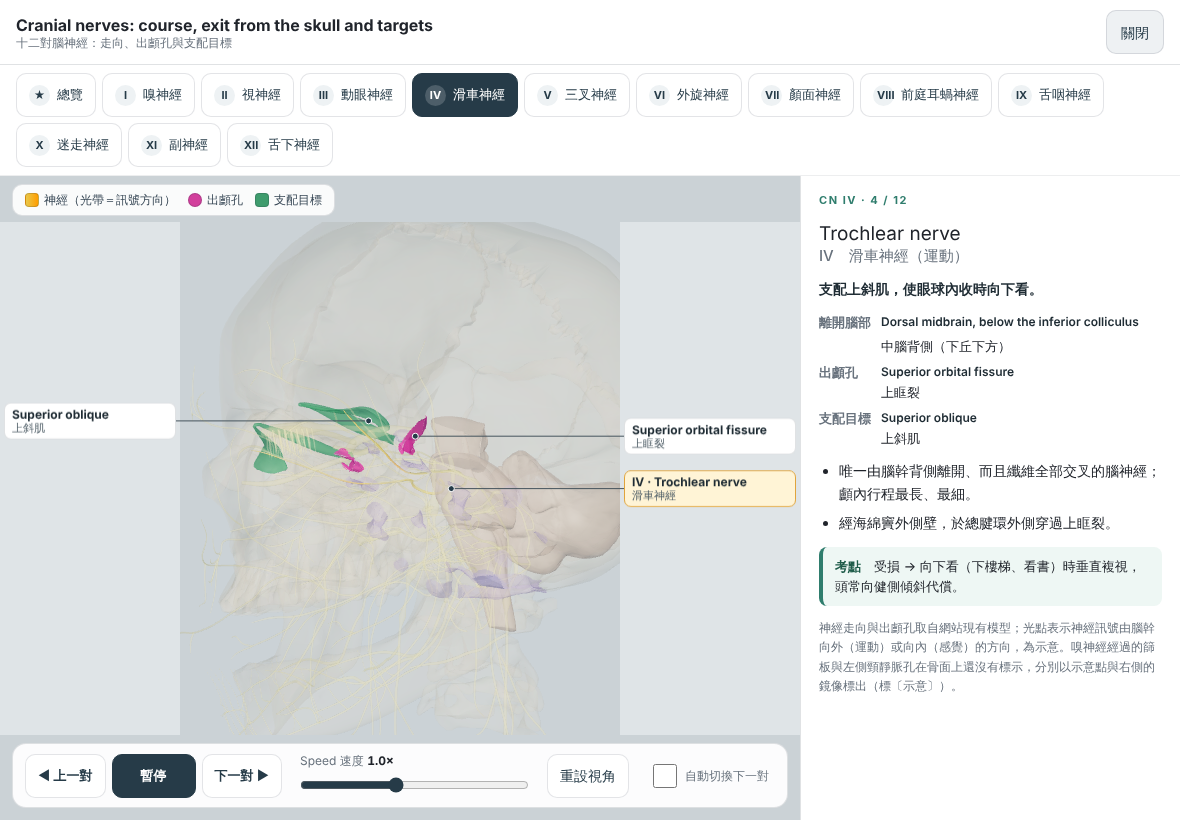 Cranial nerves: course, exit from the skull and targets
十二對腦神經：走向、出顱孔與支配目標
關閉
★ 總覽
I 嗅神經
II 視神經
III 動眼神經
IV 滑車神經
V 三叉神經
VI 外旋神經
VII 顏面神經
VIII 前庭耳蝸神經
IX 舌咽神經
X 迷走神經
XI 副神經
XII 舌下神經
神經（光帶＝訊號方向）
出顱孔
支配目標
Superior oblique
上斜肌
Superior orbital fissure
上眶裂
IV · Trochlear nerve
滑車神經
◀ 上一對
暫停
下一對 ▶
Speed 速度 1.0×
重設視角
自動切換下一對
CN IV · 4 / 12
Trochlear nerve
IV 滑車神經（運動）
支配上斜肌，使眼球內收時向下看。
離開腦部 Dorsal midbrain, below the inferior colliculus
中腦背側（下丘下方）
出顱孔 Superior orbital fissure
上眶裂
支配目標 Superior oblique
上斜肌
• 唯一由腦幹背側離開、而且纖維全部交叉的腦神經；
顱內行程最長、最細。
• 經海綿竇外側壁，於總腱環外側穿過上眶裂。
考點 受損 → 向下看（下樓梯、看書）時垂直複視，
頭常向健側傾斜代償。
神經走向與出顱孔取自網站現有模型；光點表示神經訊號由腦幹
向外（運動）或向內（感覺）的方向，為示意。嗅神經經過的篩
板與左側頸靜脈孔在骨面上還沒有標示，分別以示意點與右側的
鏡像標出（標〔示意〕）。